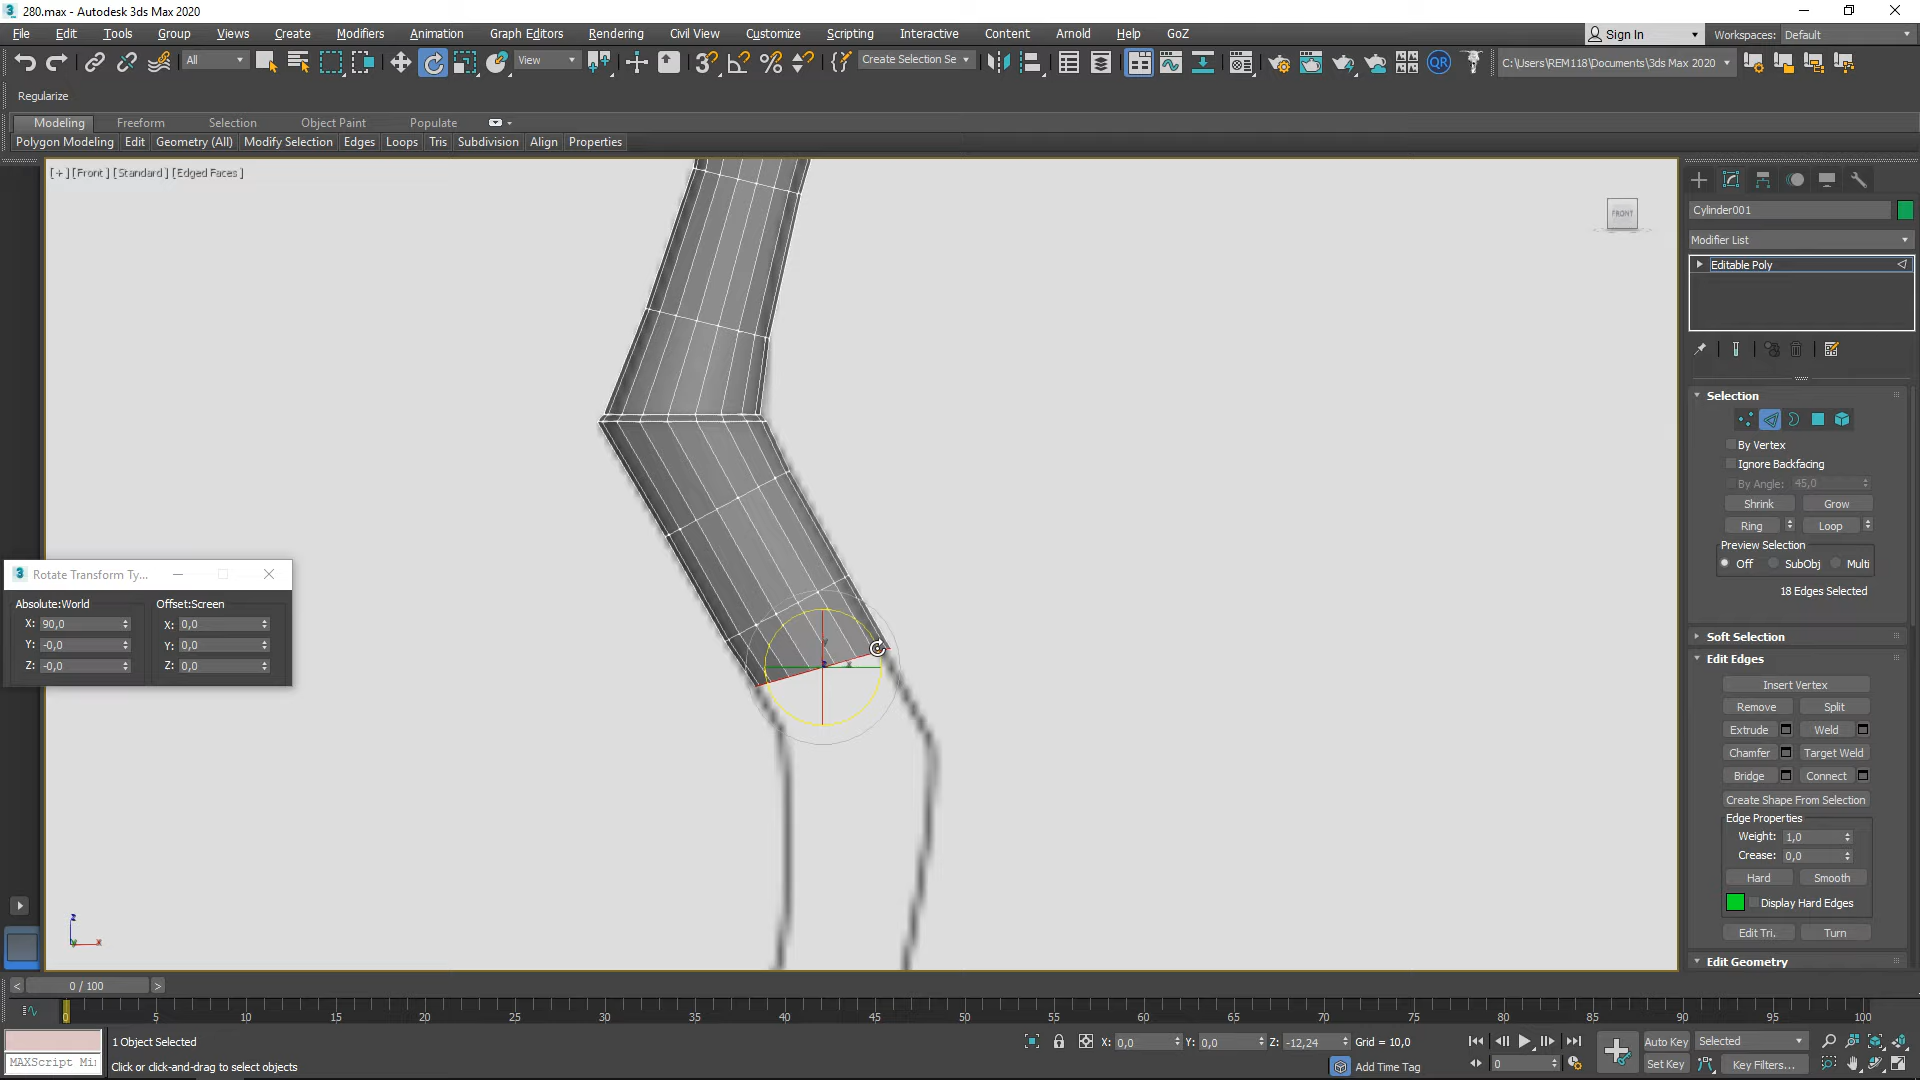 280.max - Autodesk 3ds Max 2020
File Edit Tools Group Views Create Modifiers Animation Graph Editors Rendering Civil View Customize Scripting Interactive Content Arnold Help GoZ Sign In Workspaces: Default
All View Create Selection Se QR C:\Users\REM118\Documents\3ds Max 2020
Regularize
Modeling Freeform Selection Object Paint Populate
Polygon Modeling Edit Geometry (All) Modify Selection Edges Loops Tris Subdivision Align Properties
[+] [Front] [Standard] [Edged Faces]
FRONT
Cylinder001
Modifier List
Editable Poly
Selection
By Vertex
Ignore Backfacing
By Angle: 45,0
Shrink Grow
Ring Loop
Preview Selection
Off SubObj Multi
18 Edges Selected
Soft Selection
Edit Edges
Insert Vertex
Remove Split
Extrude Weld
Chamfer Target Weld
Bridge Connect
Create Shape From Selection
Edge Properties
Weight: 1,0
Crease: 0,0
Hard Smooth
Display Hard Edges
Edit Tri. Turn
Edit Geometry
Rotate Transform Ty...
Absolute:World Offset:Screen
X: 90,0 X: 0,0
Y: -0,0 Y: 0,0
Z: -0,0 Z: 0,0
z
y x
0 / 100
0 5 10 15 20 25 30 35 40 45 50 55 60 65 70 75 80 85 90 95 100
1 Object Selected X: 0,0 Y: 0,0 Z: -12,24 Grid = 10,0 Auto Key Selected
MAXScript Mi Click or click-and-drag to select objects Add Time Tag 0 Set Key Key Filters...